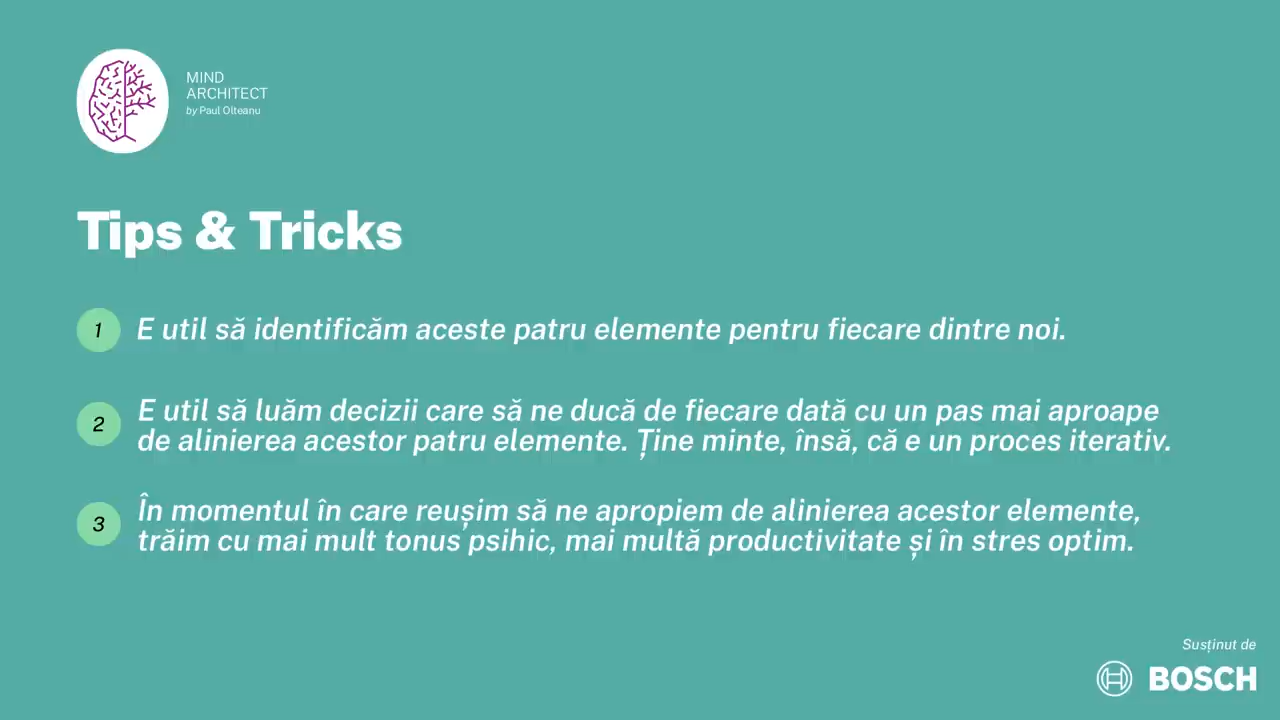 MIND
ARCHITECT
by Paul Olteanu
Tips & Tricks
1 E util să identificăm aceste patru elemente pentru fiecare dintre noi.
2 E util să luăm decizii care să ne ducă de fiecare dată cu un pas mai aproape
de alinierea acestor patru elemente. Ține minte, însă, că e un proces iterativ.
3 În momentul în care reușim să ne apropiem de alinierea acestor elemente,
trăim cu mai mult tonus psihic, mai multă productivitate și în stres optim.
Susținut de
BOSCH